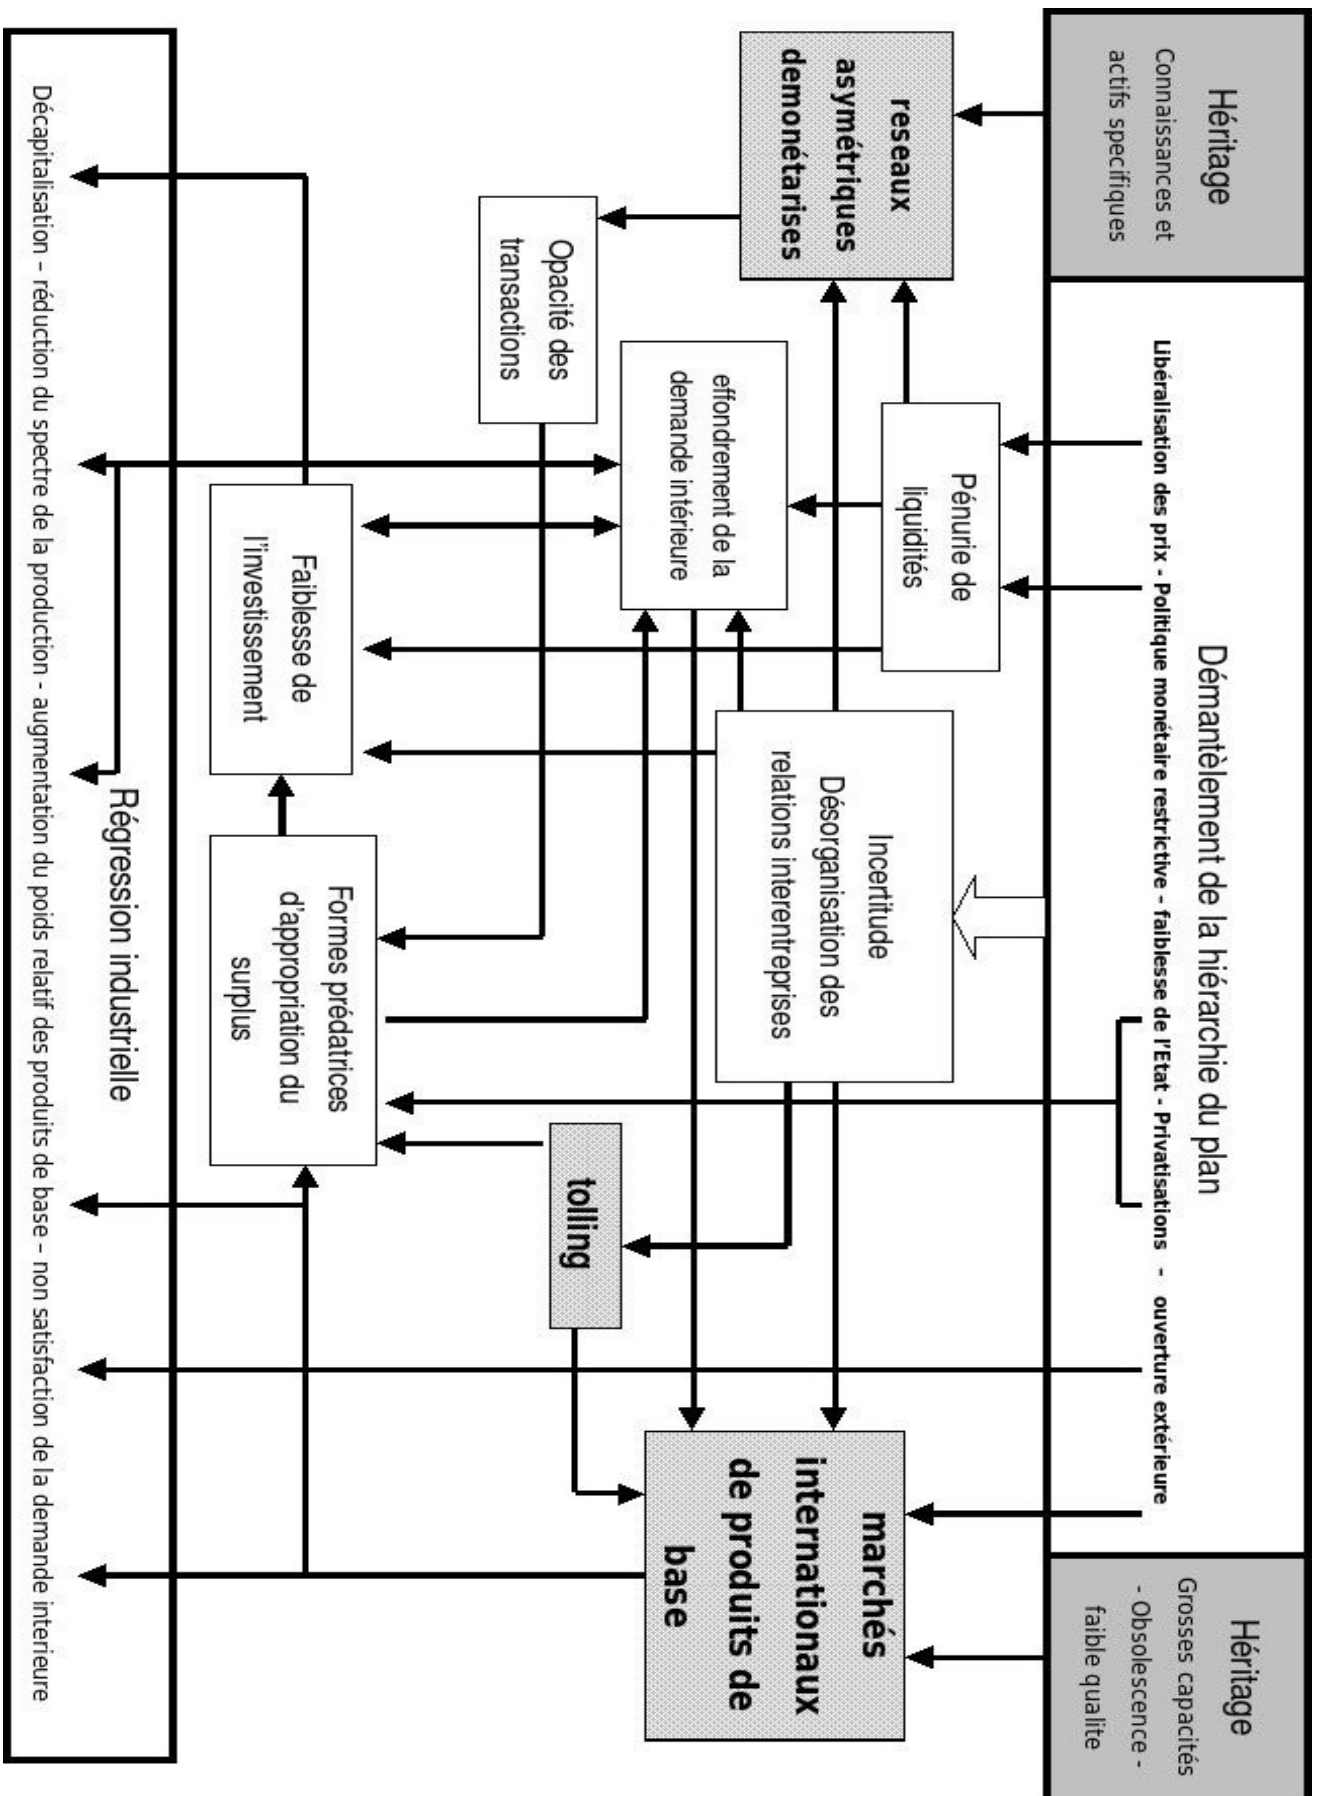 Héritage
Connaissances et
actifs specifiques
Démantèlement de la hiérarchie du plan
Libéralisation des prix - Politique monétaire restrictive – faiblesse de l’Etat - Privatisations – ouverture extérieure
Héritage
Grosses capacités
- Obsolescence -
faible qualite
reseaux
asymétriques
demonétarises
Pénurie de
liquidités
Incertitude
Désorganisation des
relations interentreprises
marchés
internationaux
de produits de
base
effondrement de la
demande intérieure
Opacité des
transactions
tolling
Faiblesse de
l’investissement
Formes prédatrices
d’appropriation du
surplus
Régression industrielle
Décapitalisation – réduction du spectre de la production - augmentation du poids relatif des produits de base – non satisfaction de la demande interieure